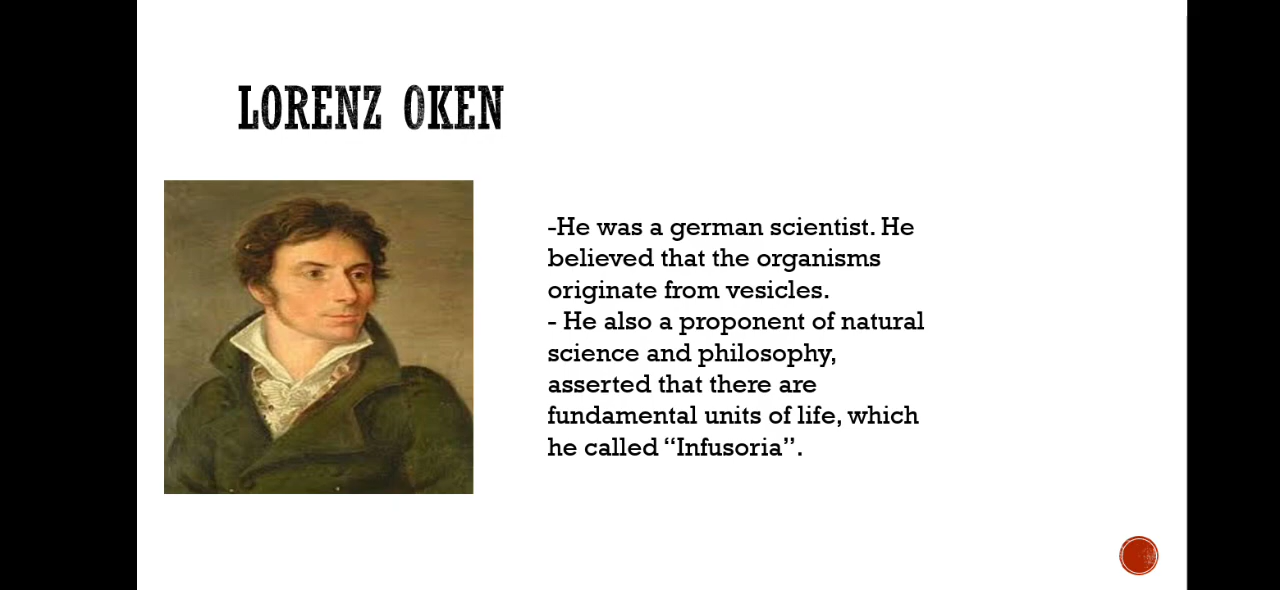 LORENZ OKEN
-He was a german scientist. He
believed that the organisms
originate from vesicles.
- He also a proponent of natural
science and philosophy,
asserted that there are
fundamental units of life, which
he called “Infusoria”.